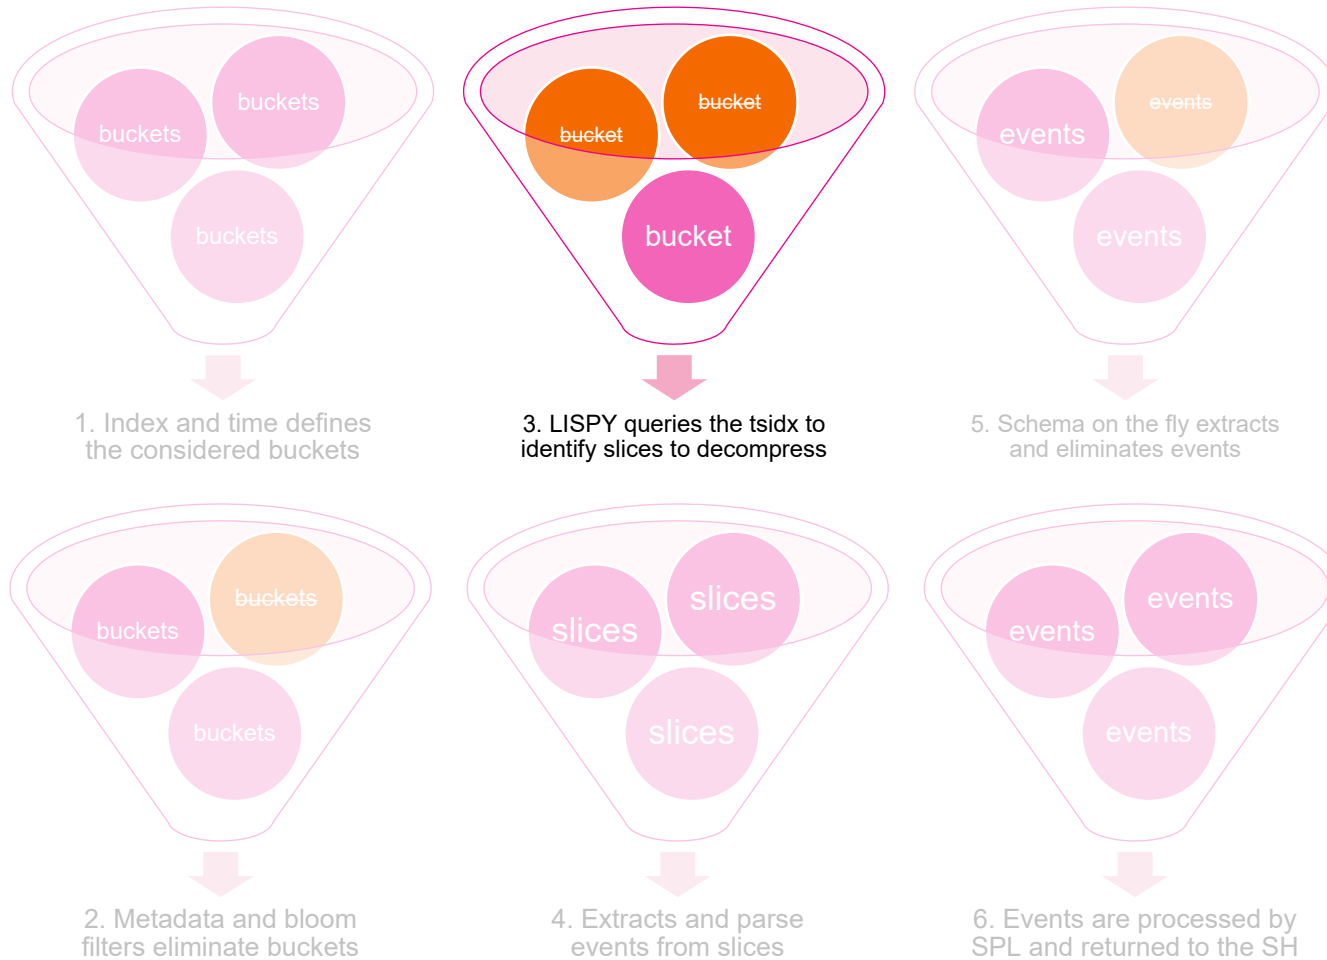 buckets
buckets
buckets
1. Index and time defines
the considered buckets
buckets
buckets
buckets
2. Metadata and bloom
filters eliminate buckets
bucket
bucket
bucket
3. LISPY queries the tsidx to
identify slices to decompress
slices
slices
slices
4. Extracts and parse
events from slices
events
events
events
5. Schema on the fly extracts
and eliminates events
events
events
events
6. Events are processed by
SPL and returned to the SH